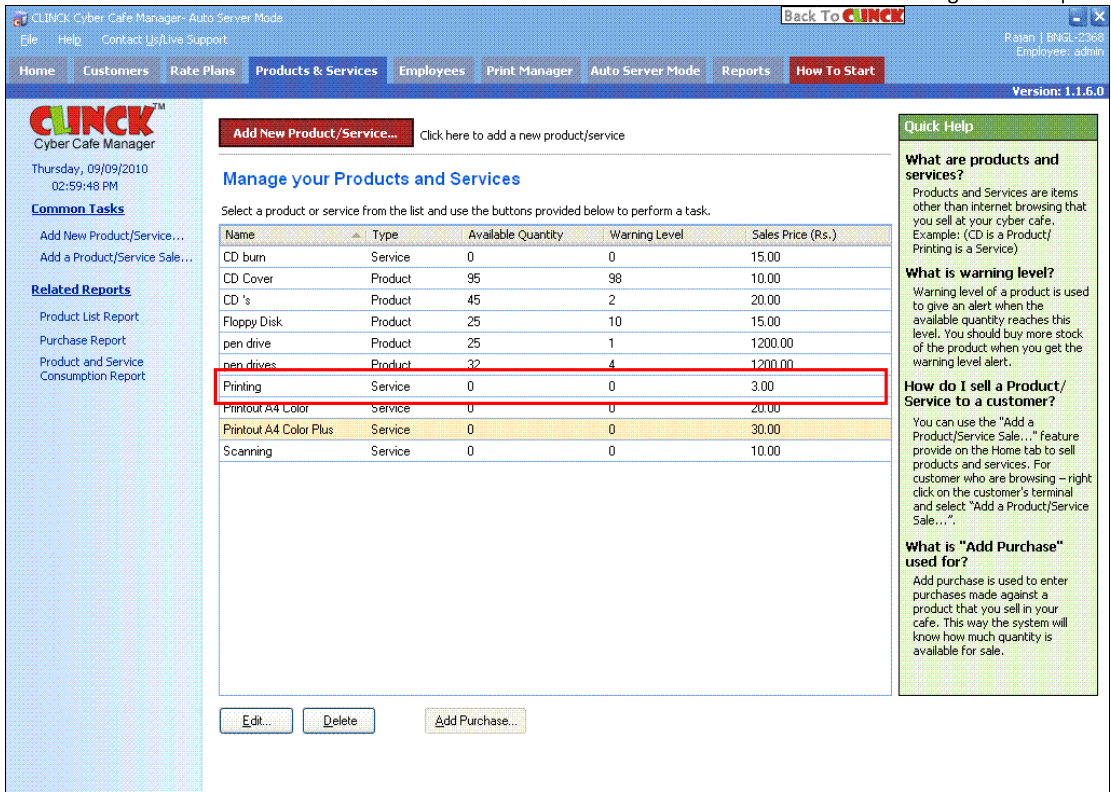 CLINCK Cyber Cafe Manager- Auto Server Mode
Back To CLINCK
File Help Contact Us/Live Support
Rajan | BNGL-2368
Employee: admin
Home Customers Rate Plans Products & Services Employees Print Manager Auto Server Mode Reports How To Start
Version: 1.1.6.0
CLINCK TM
Cyber Cafe Manager
Thursday, 09/09/2010
02:59:48 PM
Common Tasks
Add New Product/Service...
Add a Product/Service Sale...
Related Reports
Product List Report
Purchase Report
Product and Service
Consumption Report
Add New Product/Service... Click here to add a new product/service
Manage your Products and Services
Select a product or service from the list and use the buttons provided below to perform a task.
Name Type Available Quantity Warning Level Sales Price (Rs.)
CD burn Service 0 0 15.00
CD Cover Product 95 98 10.00
CD 's Product 45 2 20.00
Floppy Disk Product 25 10 15.00
pen drive Product 25 1 1200.00
pen drives Product 32 4 1200.00
Printing Service 0 0 3.00
Printout A4 Color Service 0 0 20.00
Printout A4 Color Plus Service 0 0 30.00
Scanning Service 0 0 10.00
Edit... Delete Add Purchase...
Quick Help
What are products and
services?
Products and Services are items
other than internet browsing that
you sell at your cyber cafe.
Example: (CD is a Product/
Printing is a Service)
What is warning level?
Warning level of a product is used
to give an alert when the
available quantity reaches this
level. You should buy more stock
of the product when you get the
warning level alert.
How do I sell a Product/
Service to a customer?
You can use the "Add a
Product/Service Sale..." feature
provide on the Home tab to sell
products and services. For
customer who are browsing – right
click on the customer's terminal
and select "Add a Product/Service
Sale...".
What is "Add Purchase"
used for?
Add purchase is used to enter
purchases made against a
product that you sell in your
cafe. This way the system will
know how much quantity is
available for sale.